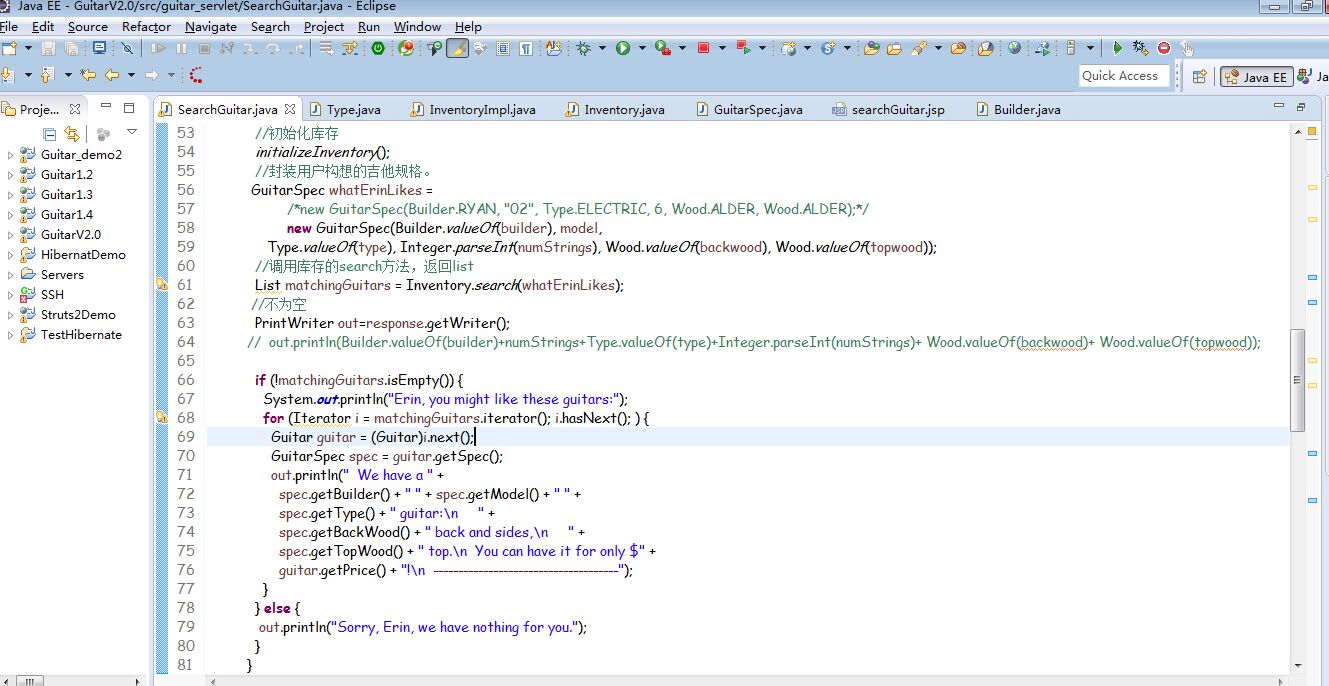 Java EE - GuitarV2.0/src/guitar_servlet/SearchGuitar.java - Eclipse
File Edit Source Refactor Navigate Search Project Run Window Help
Quick Access
Java EE
Ja
Proje...
SearchGuitar.java
Type.java
InventoryImpl.java
Inventory.java
GuitarSpec.java
searchGuitar.jsp
Builder.java
Guitar_demo2
Guitar1.2
Guitar1.3
Guitar1.4
GuitarV2.0
HibernatDemo
Servers
SSH
Struts2Demo
TestHibernate
53 //初始化库存
54 initializeInventory();
55 //封装用户构想的吉他规格。
56 GuitarSpec whatErinLikes =
57 /*new GuitarSpec(Builder.RYAN, "02", Type.ELECTRIC, 6, Wood.ALDER, Wood.ALDER);*/
58 new GuitarSpec(Builder.valueOf(builder), model,
59 Type.valueOf(type), Integer.parseInt(numStrings), Wood.valueOf(backwood), Wood.valueOf(topwood));
60 //调用库存的search方法，返回list
61 List matchingGuitars = Inventory.search(whatErinLikes);
62 //不为空
63 PrintWriter out=response.getWriter();
64 // out.println(Builder.valueOf(builder)+numStrings+Type.valueOf(type)+Integer.parseInt(numStrings)+ Wood.valueOf(backwood)+ Wood.valueOf(topwood));
65
66 if (!matchingGuitars.isEmpty()) {
67 System.out.println("Erin, you might like these guitars:");
68 for (Iterator i = matchingGuitars.iterator(); i.hasNext(); ) {
69 Guitar guitar = (Guitar)i.next();
70 GuitarSpec spec = guitar.getSpec();
71 out.println("  We have a " +
72 spec.getBuilder() + " " + spec.getModel() + " " +
73 spec.getType() + " guitar:\n     " +
74 spec.getBackWood() + " back and sides,\n     " +
75 spec.getTopWood() + " top.\n  You can have it for only $" +
76 guitar.getPrice() + "!\n  -------------------------------------");
77 }
78 } else {
79 out.println("Sorry, Erin, we have nothing for you.");
80 }
81 }